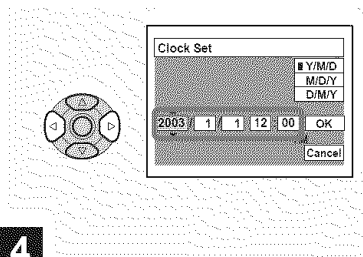 Clock Set
Y/M/D
M/D/Y
D/M/Y
2003 / 1 / 1 12 : 00 OK
Cancel
4